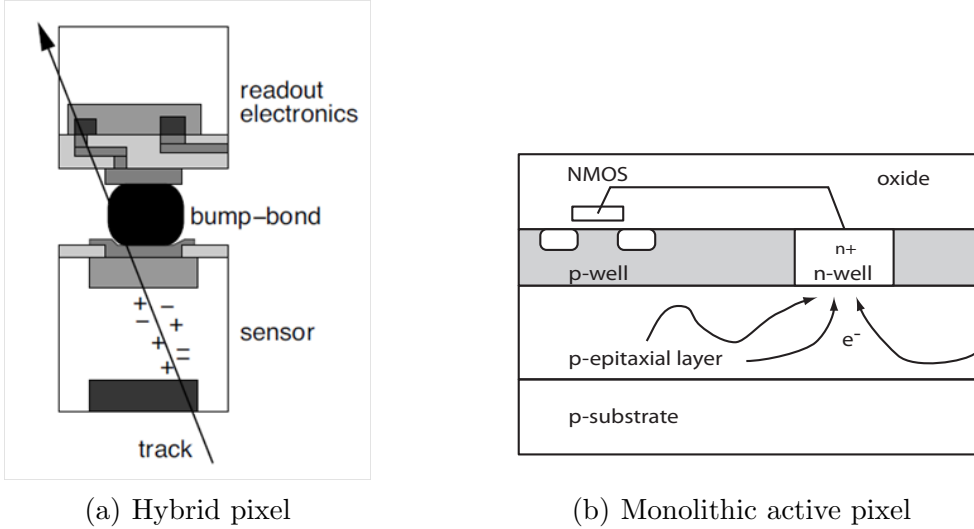 readout
electronics
bump-bond
+ −
− +
+ =
+
sensor
track
(a) Hybrid pixel
NMOS
oxide
n+
p-well
n-well
e-
p-epitaxial layer
p-substrate
(b) Monolithic active pixel